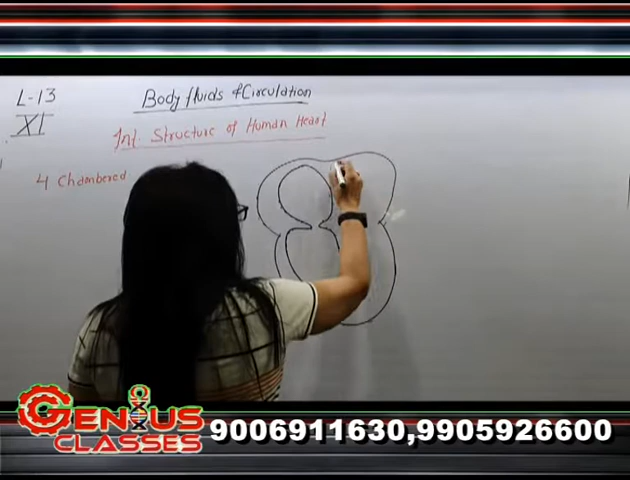 L-13
XI
Body fluids & Circulation
Int. Structure of Human Heart
4 Chambered
GENIUS
CLASSES
9006911630,9905926600